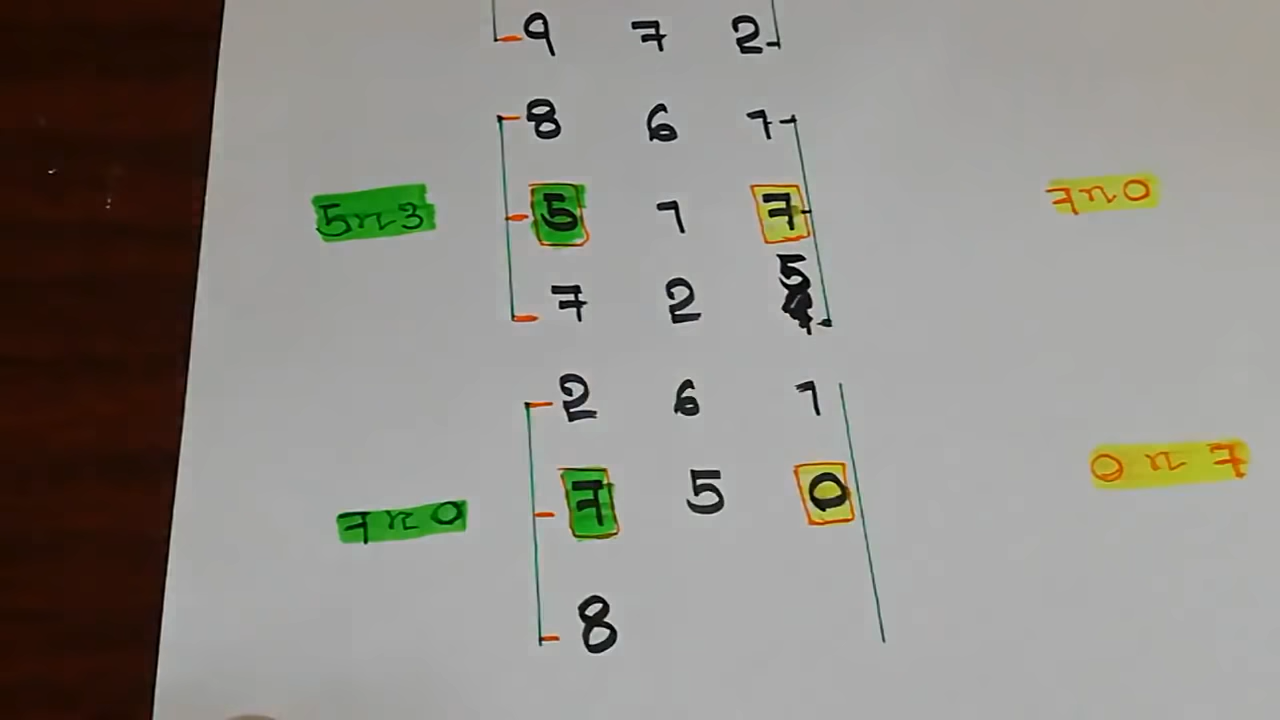 9 7 2
8 6 7
5n3 5 7 7 7n0
7 2 5
2 6 7
7n0 7 5 0 0n7
8